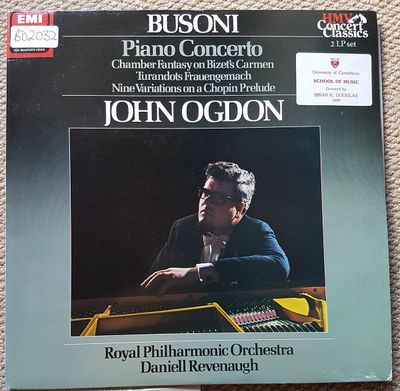 EMI
BD2032
HIS MASTER'S VOICE
BUSONI
HMV
Concert
Classics
2 LP set
Piano Concerto
Chamber Fantasy on Bizet's Carmen
Turandots Frauengemach
Nine Variations on a Chopin Prelude
University of Canterbury
SCHOOL OF MUSIC
Donated by
BRIAN K. DOUGLAS
JOHN OGDON
Royal Philharmonic Orchestra
Daniell Revenaugh